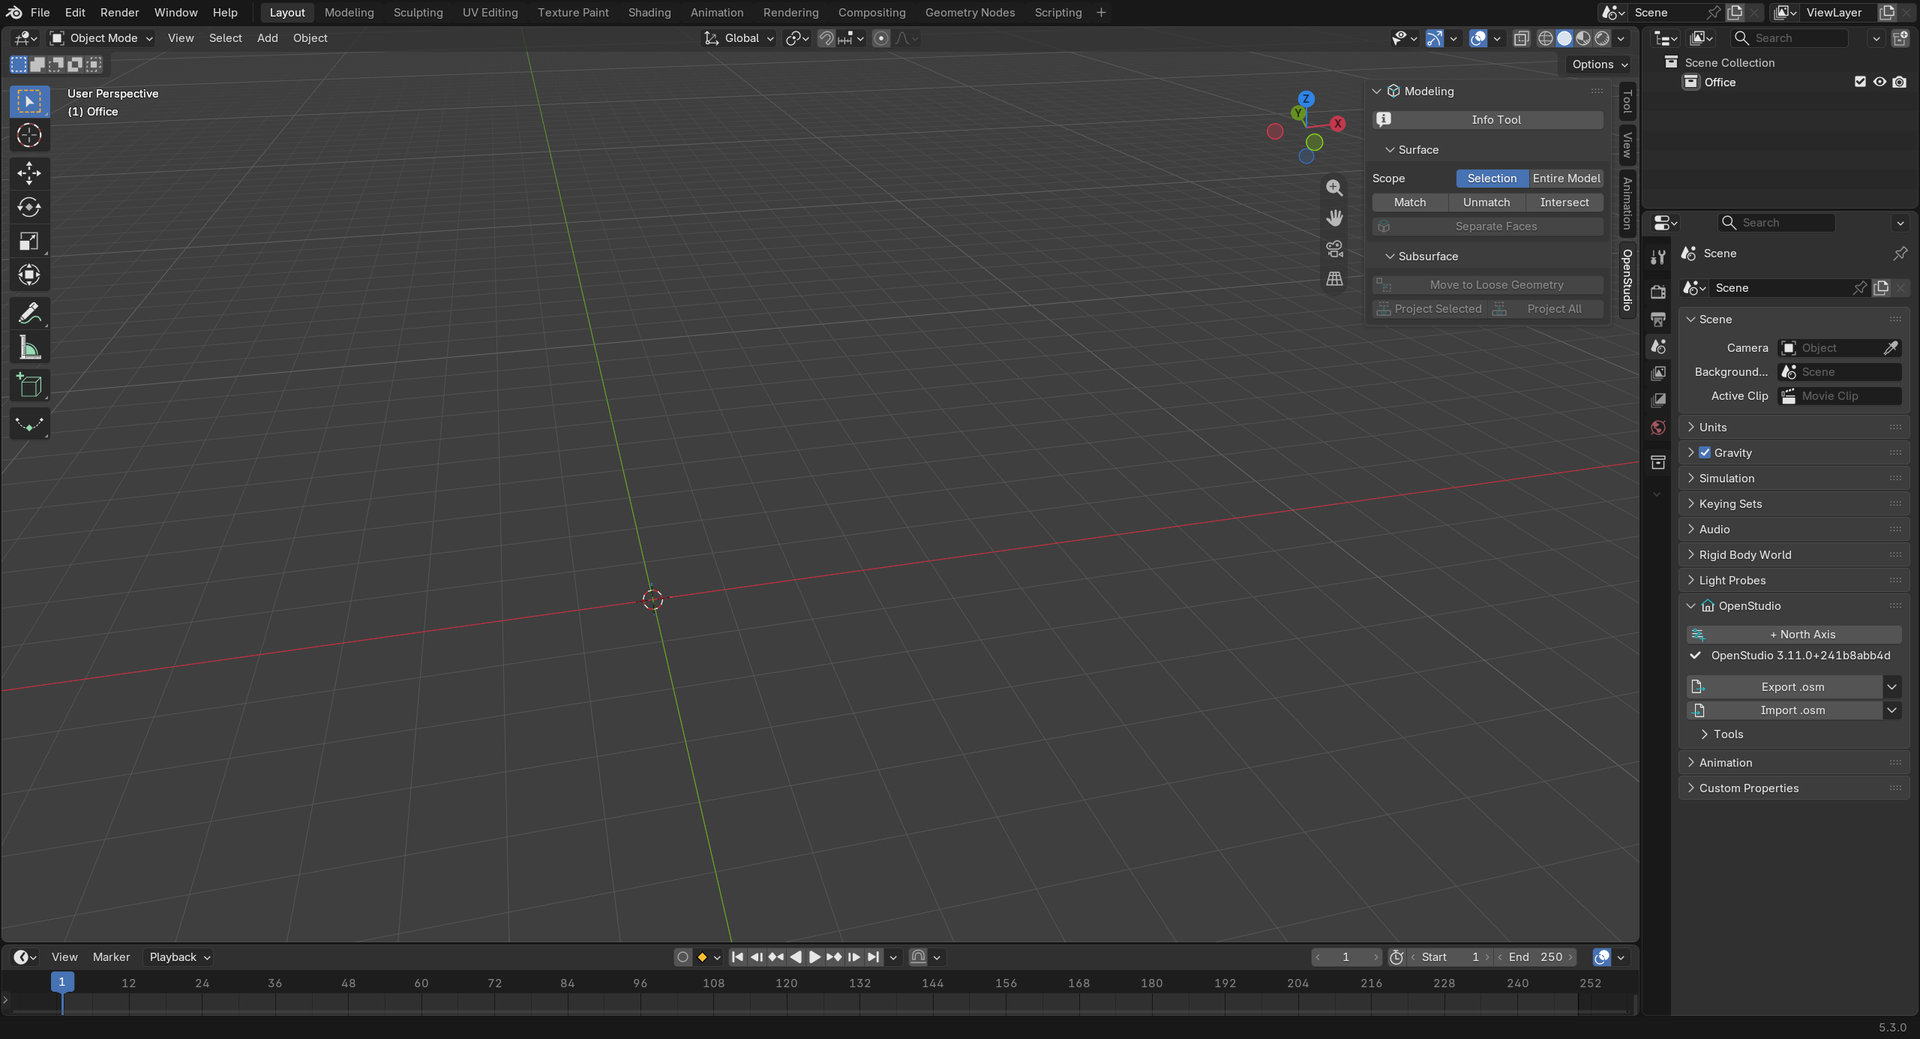 File Edit Render Window Help Layout Modeling Sculpting UV Editing Texture Paint Shading Animation Rendering Compositing Geometry Nodes Scripting + Scene ViewLayer
Object Mode View Select Add Object Global Search
Options
User Perspective
(1) Office
Z
Y
X
Modeling
Info Tool
Surface
Scope Selection Entire Model
Match Unmatch Intersect
Separate Faces
Subsurface
Move to Loose Geometry
Project Selected Project All
Tool
View
Animation
OpenStudio
Scene Collection
Office
Search
Scene
Scene
Scene
Camera Object
Background... Scene
Active Clip Movie Clip
Units
Gravity
Simulation
Keying Sets
Audio
Rigid Body World
Light Probes
OpenStudio
+ North Axis
OpenStudio 3.11.0+241b8abb4d
Export .osm
Import .osm
Tools
Animation
Custom Properties
View Marker Playback 1 Start 1 End 250
1 12 24 36 48 60 72 84 96 108 120 132 144 156 168 180 192 204 216 228 240 252
5.3.0